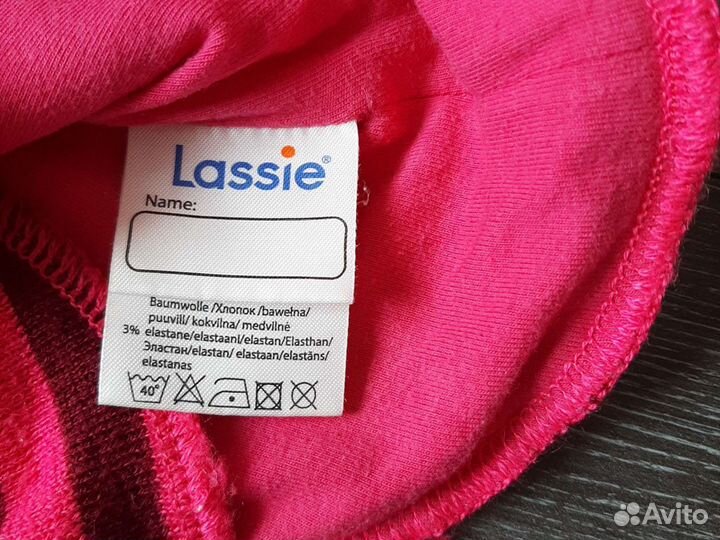 Lassie®
Name:
Baumwolle /Хлопок /bawełna/
puuvill/ kokvilna/ medvilnė
3% elastane/elastaanl/elastan/Elasthan/
Эластан/elastan/ elastaan/elastāns/
elastanas
40°
Avito